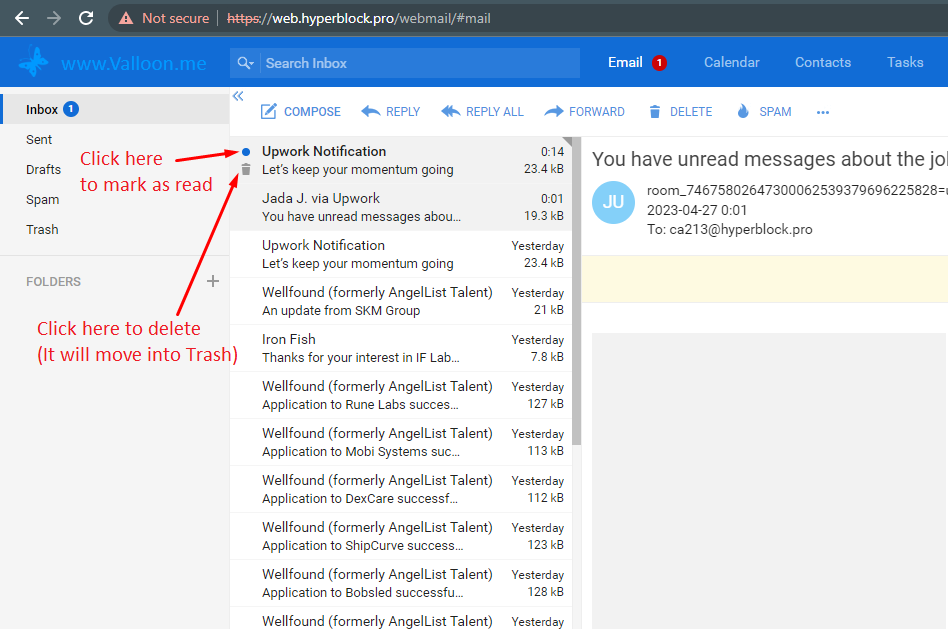 Not secure https://web.hyperblock.pro/webmail/#mail
www.Valloon.me
Search Inbox
Email 1 Calendar Contacts Tasks
Inbox 1
Sent
Drafts
Spam
Trash
FOLDERS
Click here
to mark as read
Click here to delete
(It will move into Trash)
COMPOSE REPLY REPLY ALL FORWARD DELETE SPAM
Upwork Notification 0:14
Let's keep your momentum going 23.4 kB
Jada J. via Upwork 0:01
You have unread messages abou... 19.3 kB
Upwork Notification Yesterday
Let's keep your momentum going 23.4 kB
Wellfound (formerly AngelList Talent) Yesterday
An update from SKM Group 21 kB
Iron Fish Yesterday
Thanks for your interest in IF Lab... 7.8 kB
Wellfound (formerly AngelList Talent) Yesterday
Application to Rune Labs succes... 127 kB
Wellfound (formerly AngelList Talent) Yesterday
Application to Mobi Systems suc... 113 kB
Wellfound (formerly AngelList Talent) Yesterday
Application to DexCare successf... 112 kB
Wellfound (formerly AngelList Talent) Yesterday
Application to ShipCurve success... 123 kB
Wellfound (formerly AngelList Talent) Yesterday
Application to Bobsled successfu... 128 kB
Wellfound (formerly AngelList Talent) Yesterday
You have unread messages about the jo
JU
room_74675802647300062539379696225828=u
2023-04-27 0:01
To: ca213@hyperblock.pro